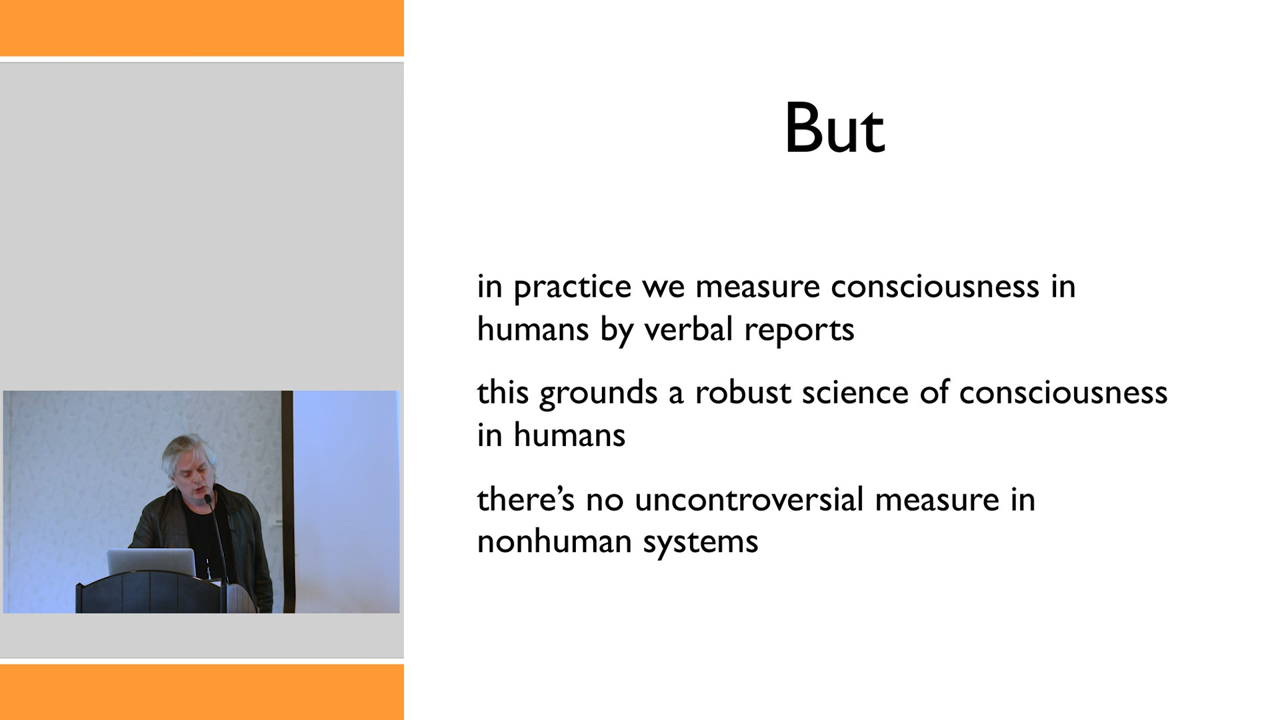 But
in practice we measure consciousness in
humans by verbal reports
this grounds a robust science of consciousness
in humans
there's no uncontroversial measure in
nonhuman systems